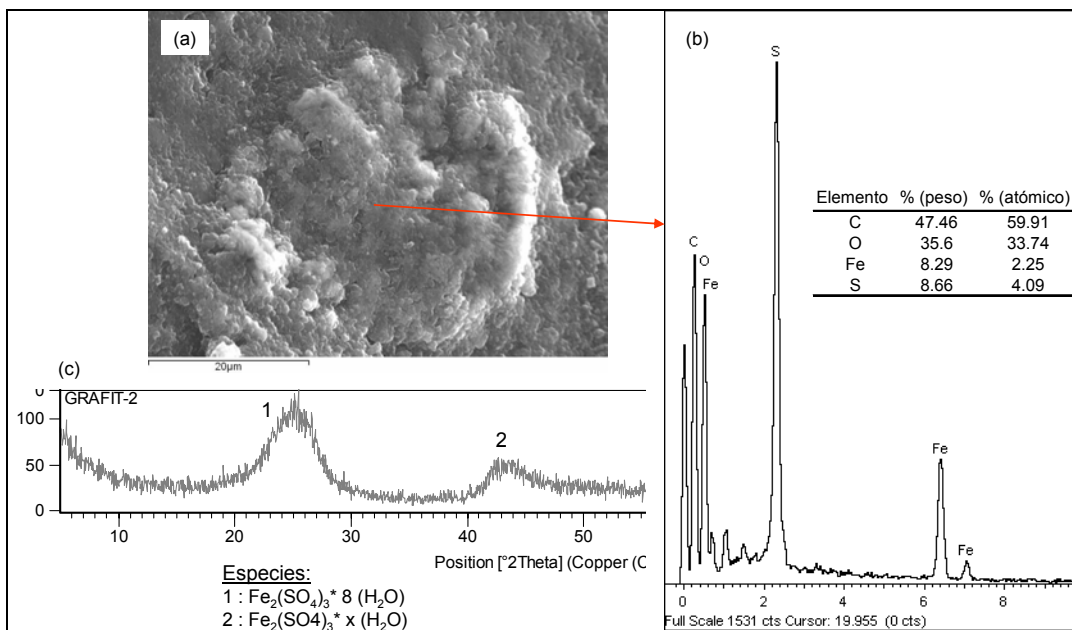 (a)
20µm
(b)
S
C
O
Fe
Fe
Fe
Elemento % (peso) % (atómico)
C 47.46 59.91
O 35.6 33.74
Fe 8.29 2.25
S 8.66 4.09
0 2 4 6 8
Full Scale 1531 cts Cursor: 19.955 (0 cts)
(c)
GRAFIT-2
1
2
100
50
0
10 20 30 40 50
Position [°2Theta] (Copper (C
Especies:
1 : Fe₂(SO₄)₃* 8 (H₂O)
2 : Fe₂(SO4)₃* x (H₂O)